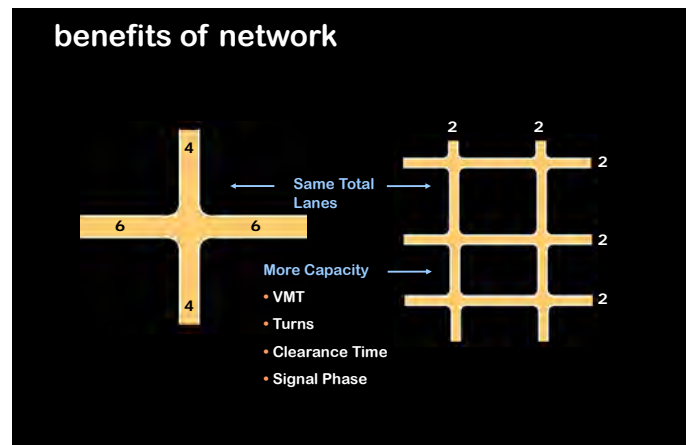 benefits of network
4
6
6
4
Same Total
Lanes
More Capacity
• VMT
• Turns
• Clearance Time
• Signal Phase
2
2
2
2
2